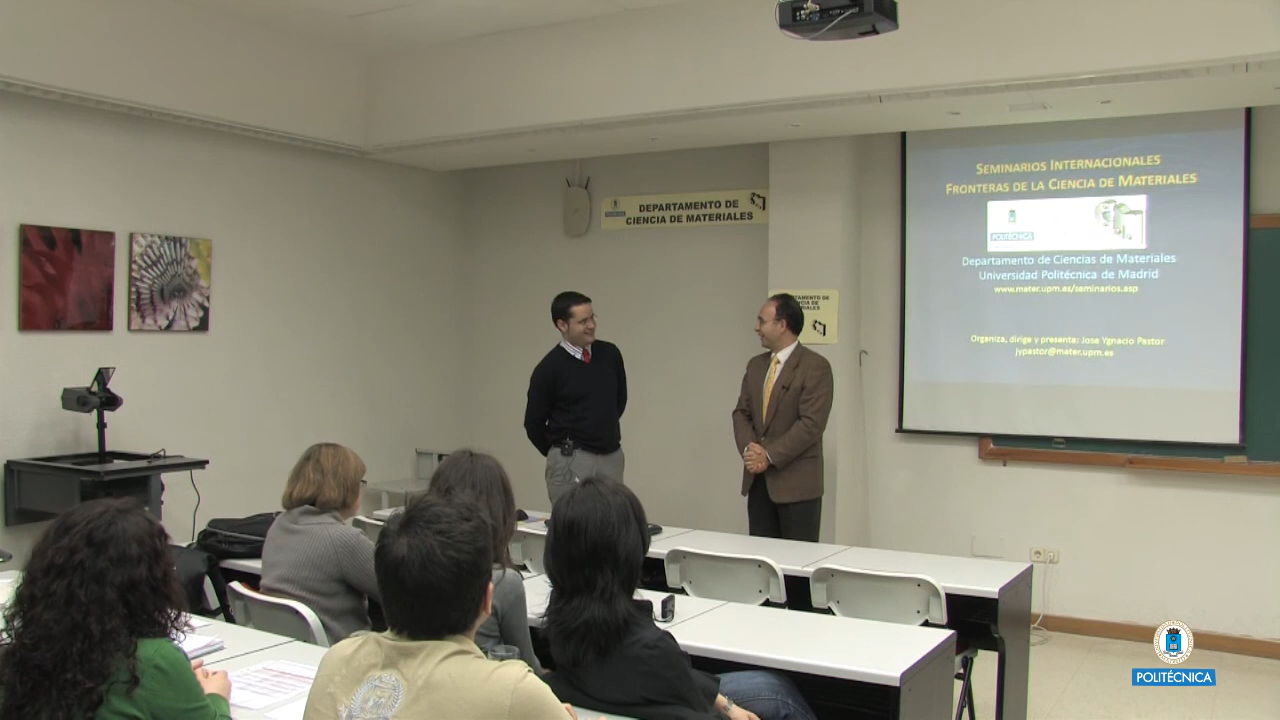 DEPARTAMENTO DE
CIENCIA DE MATERIALES
POLITÉCNICA
SEMINARIOS INTERNACIONALES
FRONTERAS DE LA CIENCIA DE MATERIALES
POLITÉCNICA
Departamento de Ciencias de Materiales
Universidad Politécnica de Madrid
www.mater.upm.es/seminarios.asp
Organiza, dirige y presenta: Jose Ygnacio Pastor
jypastor@mater.upm.es
POLITÉCNICA